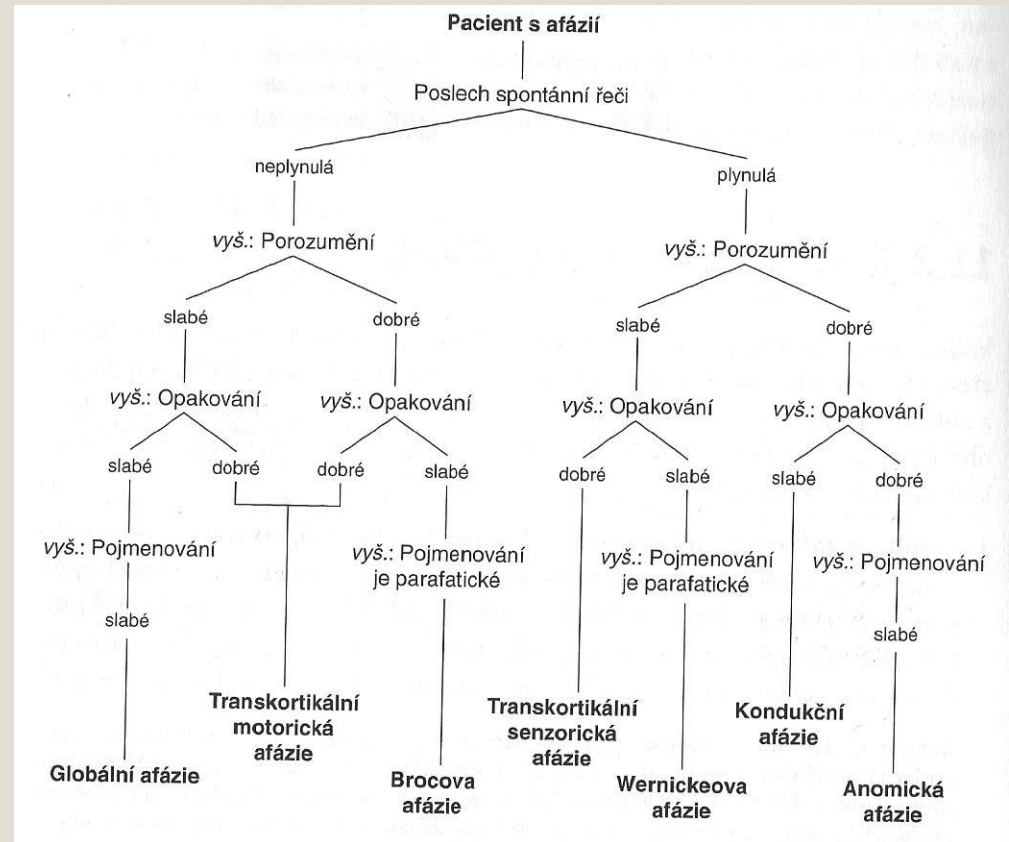 Pacient s afázií
Poslech spontánní řeči
neplynulá
plynulá
vyš.: Porozumění
vyš.: Porozumění
slabé
dobré
slabé
dobré
vyš.: Opakování
vyš.: Opakování
vyš.: Opakování
vyš.: Opakování
slabé
dobré
dobré
slabé
dobré
slabé
slabé
dobré
vyš.: Pojmenování
vyš.: Pojmenování
je parafatické
vyš.: Pojmenování
je parafatické
vyš.: Pojmenování
slabé
slabé
Globální afázie
Transkortikální
motorická
afázie
Brocova
afázie
Transkortikální
senzorická
afázie
Wernickeova
afázie
Kondukční
afázie
Anomická
afázie